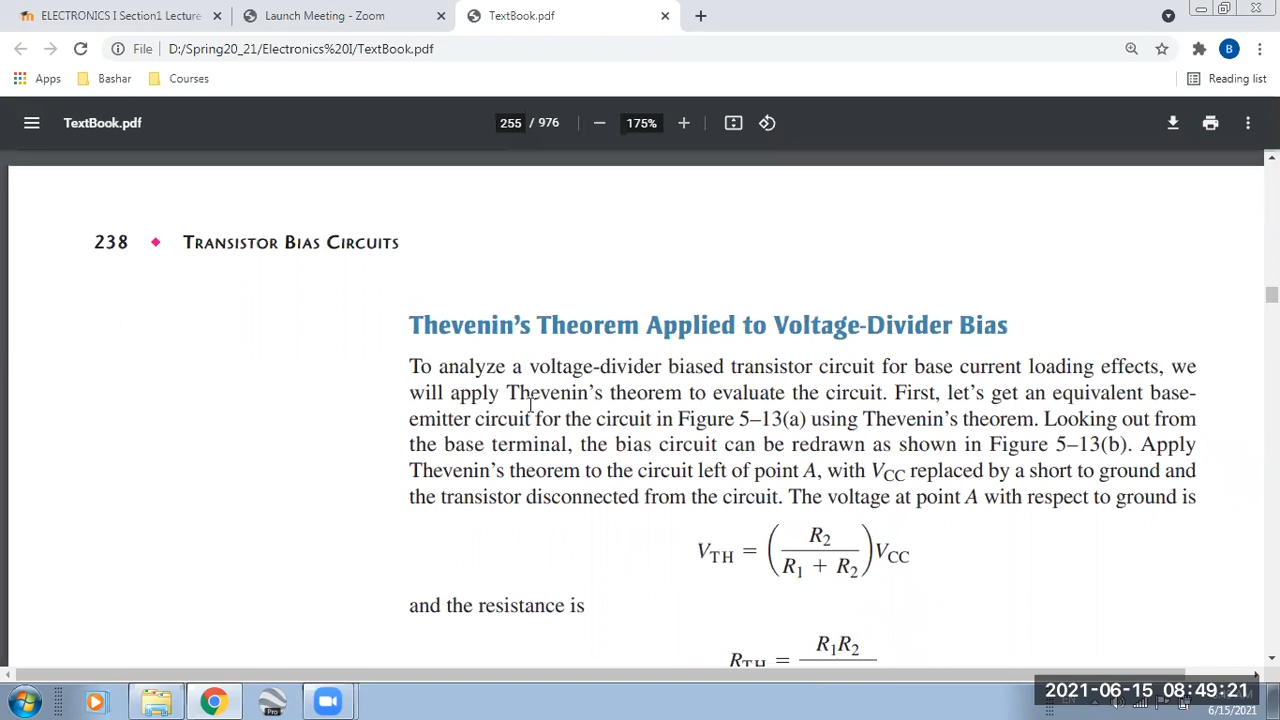 ELECTRONICS I Section1 Lecture
Launch Meeting - Zoom
TextBook.pdf
File
D:/Spring20_21/Electronics%20I/TextBook.pdf
B
Apps
Bashar
Courses
Reading list
TextBook.pdf
255 / 976
175%
238 ◆ TRANSISTOR BIAS CIRCUITS
Thevenin's Theorem Applied to Voltage-Divider Bias
To analyze a voltage-divider biased transistor circuit for base current loading effects, we
will apply Thevenin's theorem to evaluate the circuit. First, let's get an equivalent base-
emitter circuit for the circuit in Figure 5–13(a) using Thevenin's theorem. Looking out from
the base terminal, the bias circuit can be redrawn as shown in Figure 5–13(b). Apply
Thevenin's theorem to the circuit left of point A, with VCC replaced by a short to ground and
the transistor disconnected from the circuit. The voltage at point A with respect to ground is
VTH = (R2 / (R1 + R2)) VCC
and the resistance is
RTH = R1R2
2021-06-15 08:49:21
6/15/2021